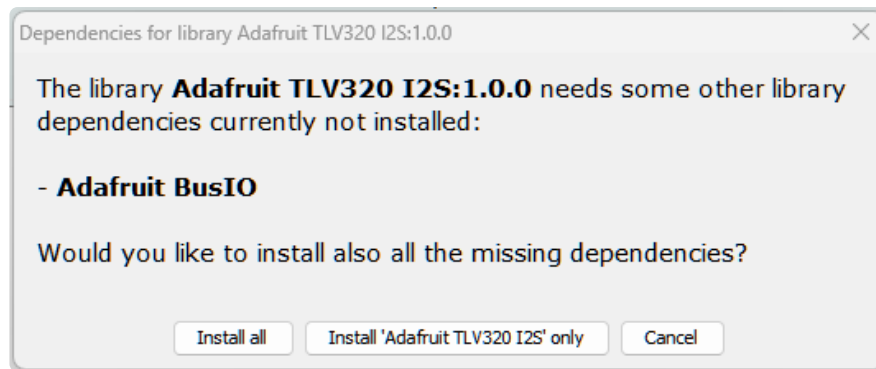 Dependencies for library Adafruit TLV320 I2S:1.0.0
The library Adafruit TLV320 I2S:1.0.0 needs some other library
dependencies currently not installed:
- Adafruit BusIO
Would you like to install also all the missing dependencies?
Install all
Install 'Adafruit TLV320 I2S' only
Cancel